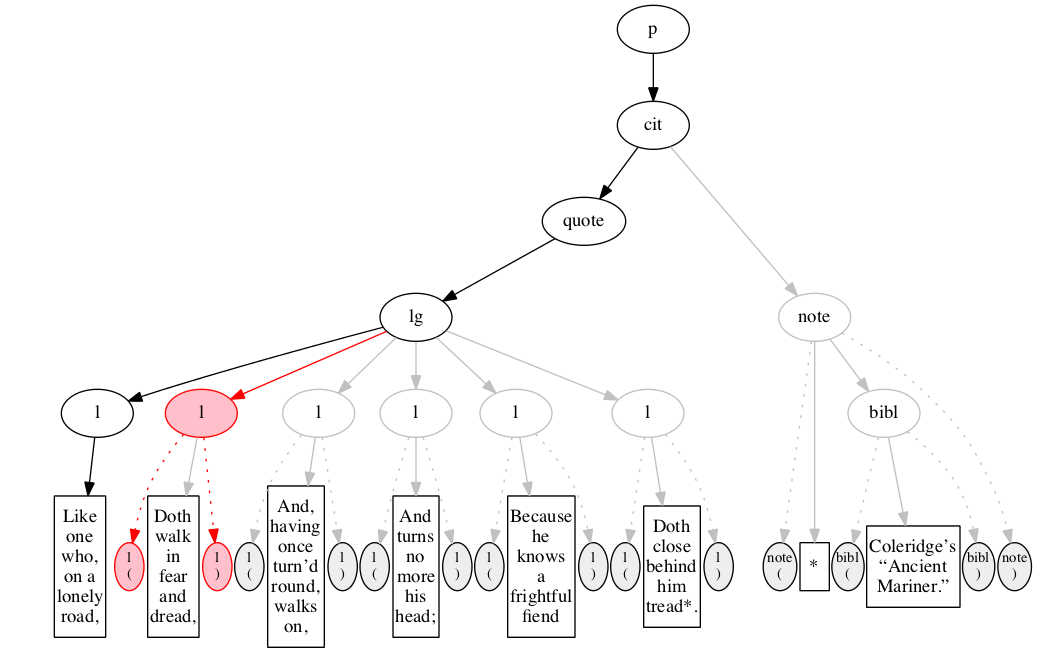 p
cit
quote
lg
note
l
l
l
l
l
l
bibl
Like
one
who,
on a
lonely
road,
l
(
Doth
walk
in
fear
and
dread,
l
)
l
(
And,
having
once
turn’d
round,
walks
on,
l
)
l
(
And
turns
no
more
his
head;
l
)
l
(
Because
he
knows
a
frightful
fiend
l
)
l
(
Doth
close
behind
him
tread*.
l
)
note
(
*
bibl
(
Coleridge’s
“Ancient
Mariner.”
bibl
)
note
)